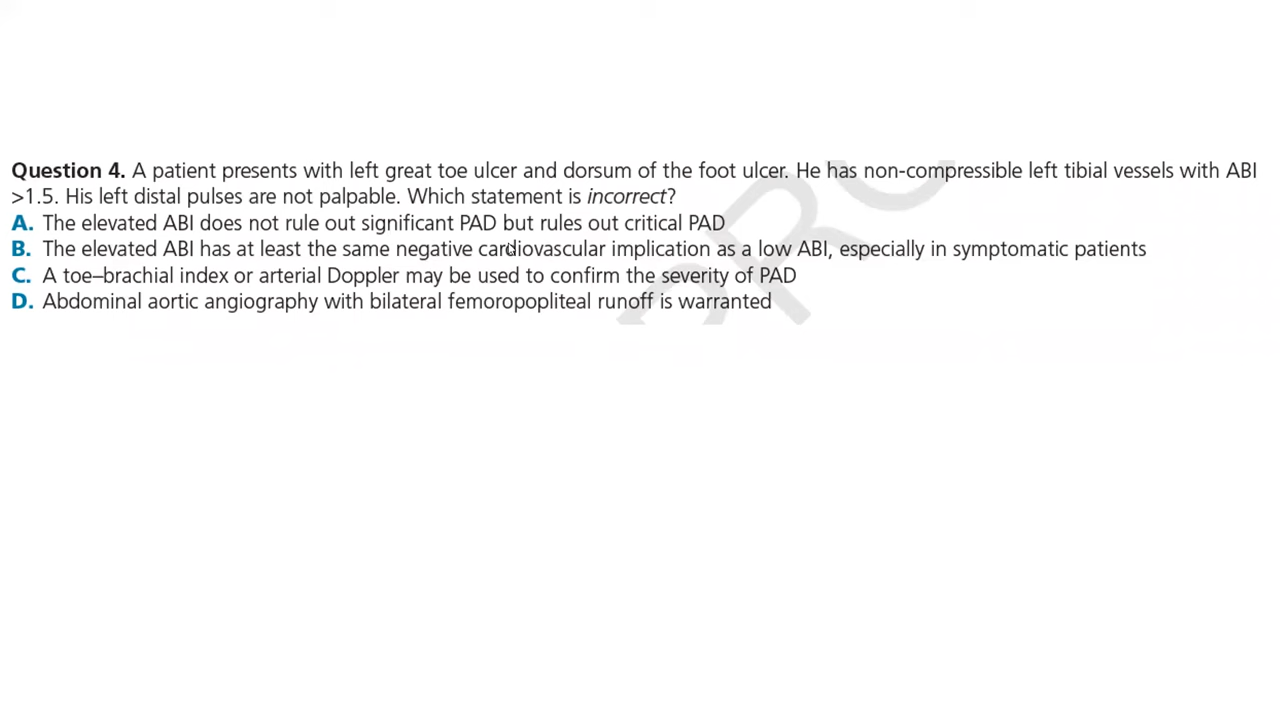 Question 4. A patient presents with left great toe ulcer and dorsum of the foot ulcer. He has non-compressible left tibial vessels with ABI
>1.5. His left distal pulses are not palpable. Which statement is incorrect?
A. The elevated ABI does not rule out significant PAD but rules out critical PAD
B. The elevated ABI has at least the same negative cardiovascular implication as a low ABI, especially in symptomatic patients
C. A toe–brachial index or arterial Doppler may be used to confirm the severity of PAD
D. Abdominal aortic angiography with bilateral femoropopliteal runoff is warranted